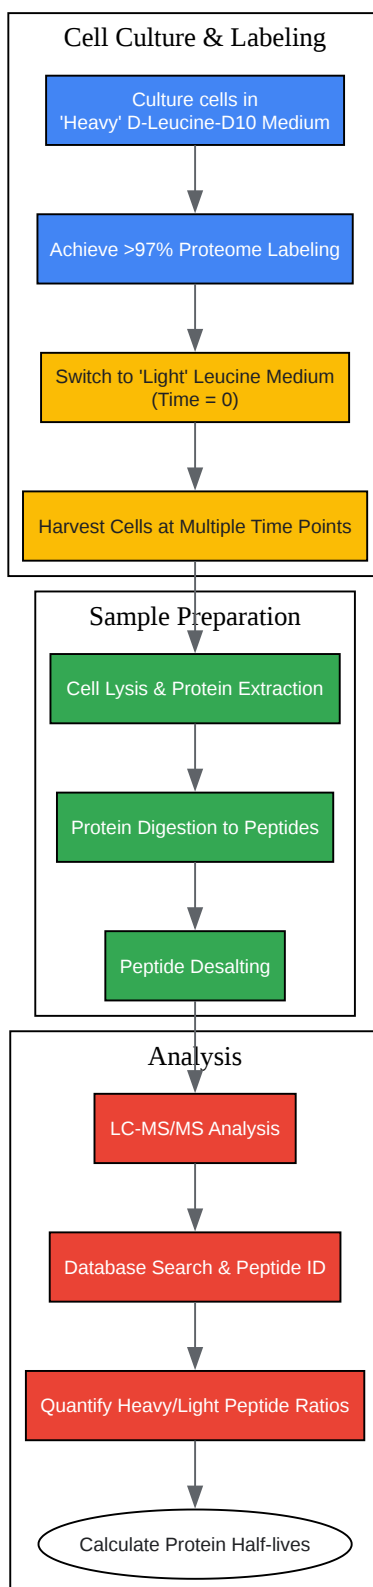 Cell Culture & Labeling
Culture cells in
'Heavy' D-Leucine-D10 Medium
Achieve >97% Proteome Labeling
Switch to 'Light' Leucine Medium
(Time = 0)
Harvest Cells at Multiple Time Points
Sample Preparation
Cell Lysis & Protein Extraction
Protein Digestion to Peptides
Peptide Desalting
Analysis
LC-MS/MS Analysis
Database Search & Peptide ID
Quantify Heavy/Light Peptide Ratios
Calculate Protein Half-lives